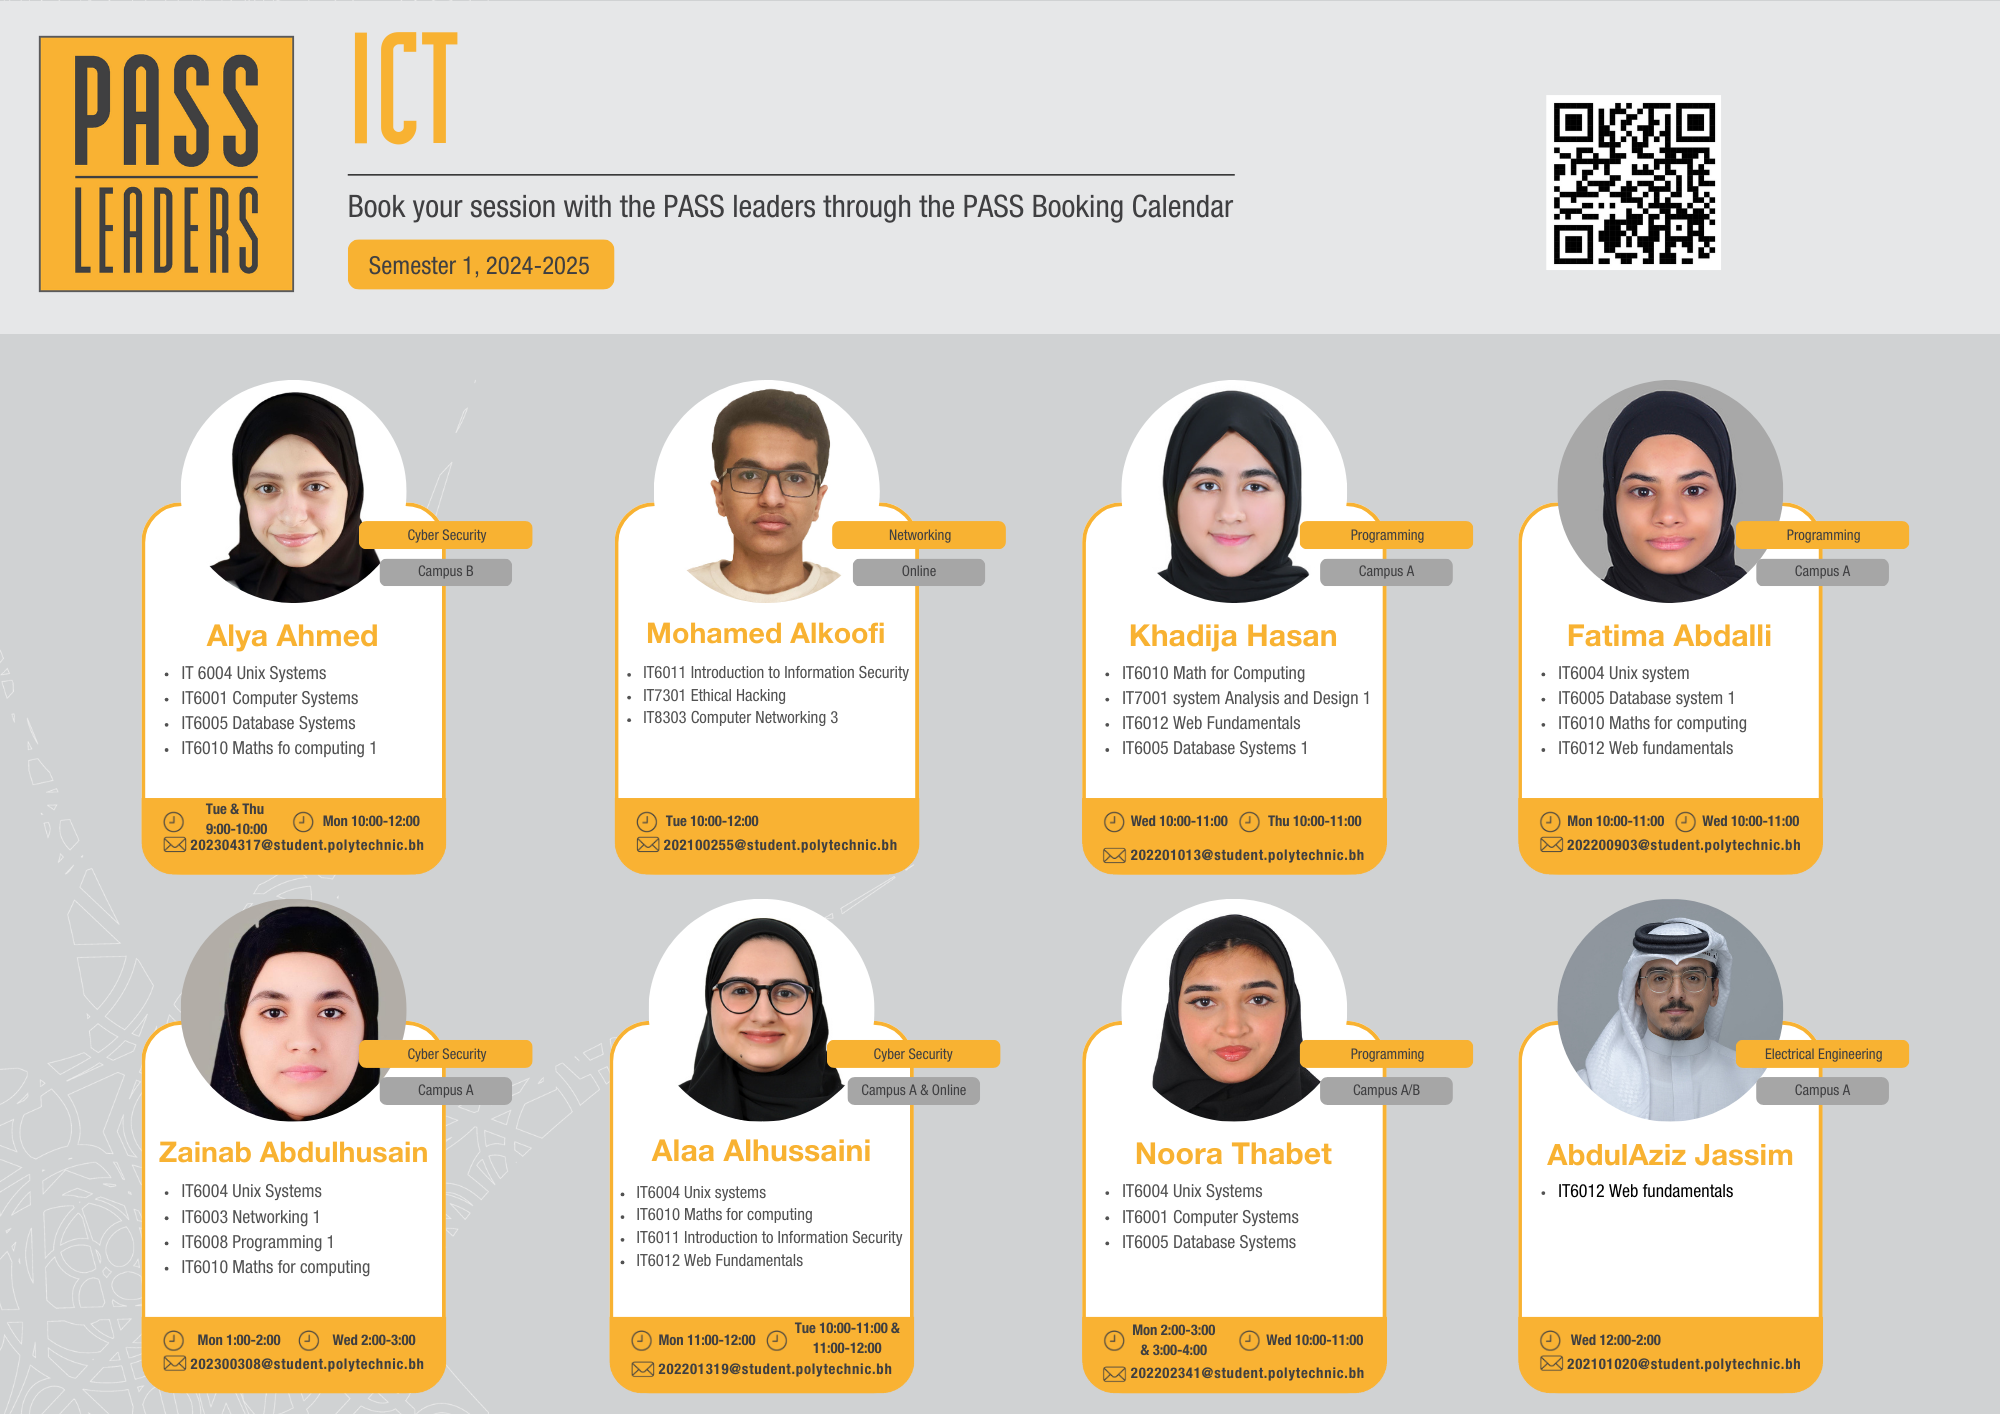 PASS
LEADERS
ICT
Book your session with the PASS leaders through the PASS Booking Calendar
Semester 1, 2024-2025
Cyber Security
Campus B
Alya Ahmed
• IT 6004 Unix Systems
• IT6001 Computer Systems
• IT6005 Database Systems
• IT6010 Maths fo computing 1
Tue & Thu
9:00-10:00
Mon 10:00-12:00
202304317@student.polytechnic.bh
Networking
Online
Mohamed Alkoofi
• IT6011 Introduction to Information Security
• IT7301 Ethical Hacking
• IT8303 Computer Networking 3
Tue 10:00-12:00
202100255@student.polytechnic.bh
Programming
Campus A
Khadija Hasan
• IT6010 Math for Computing
• IT7001 system Analysis and Design 1
• IT6012 Web Fundamentals
• IT6005 Database Systems 1
Wed 10:00-11:00
Thu 10:00-11:00
202201013@student.polytechnic.bh
Programming
Campus A
Fatima Abdalli
• IT6004 Unix system
• IT6005 Database system 1
• IT6010 Maths for computing
• IT6012 Web fundamentals
Mon 10:00-11:00
Wed 10:00-11:00
202200903@student.polytechnic.bh
Cyber Security
Campus A
Zainab Abdulhusain
• IT6004 Unix Systems
• IT6003 Networking 1
• IT6008 Programming 1
• IT6010 Maths for computing
Mon 1:00-2:00
Wed 2:00-3:00
202300308@student.polytechnic.bh
Cyber Security
Campus A & Online
Alaa Alhussaini
• IT6004 Unix systems
• IT6010 Maths for computing
• IT6011 Introduction to Information Security
• IT6012 Web Fundamentals
Mon 11:00-12:00
Tue 10:00-11:00 &
11:00-12:00
202201319@student.polytechnic.bh
Programming
Campus A/B
Noora Thabet
• IT6004 Unix Systems
• IT6001 Computer Systems
• IT6005 Database Systems
Mon 2:00-3:00
& 3:00-4:00
Wed 10:00-11:00
202202341@student.polytechnic.bh
Electrical Engineering
Campus A
AbdulAziz Jassim
• IT6012 Web fundamentals
Wed 12:00-2:00
202101020@student.polytechnic.bh